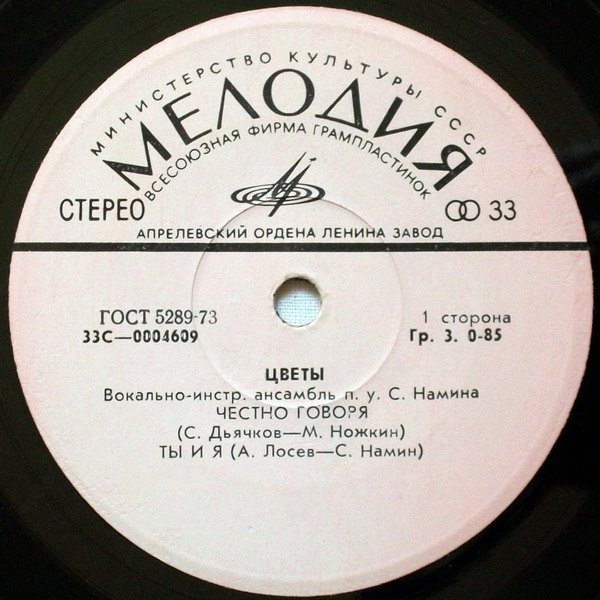 МИНИСТЕРСТВО КУЛЬТУРЫ СССР
МЕЛОДИЯ
ВСЕСОЮЗНАЯ ФИРМА ГРАМПЛАСТИНОК
СТЕРЕО 33
АПРЕЛЕВСКИЙ ОРДЕНА ЛЕНИНА ЗАВОД
ГОСТ 5289-73 1 сторона
33С—0004609 Гр. 3. 0-85
ЦВЕТЫ
Вокально-инстр. ансамбль п. у. С. Намина
ЧЕСТНО ГОВОРЯ
(С. Дьячков—М. Ножкин)
ТЫ И Я (А. Лосев—С. Намин)